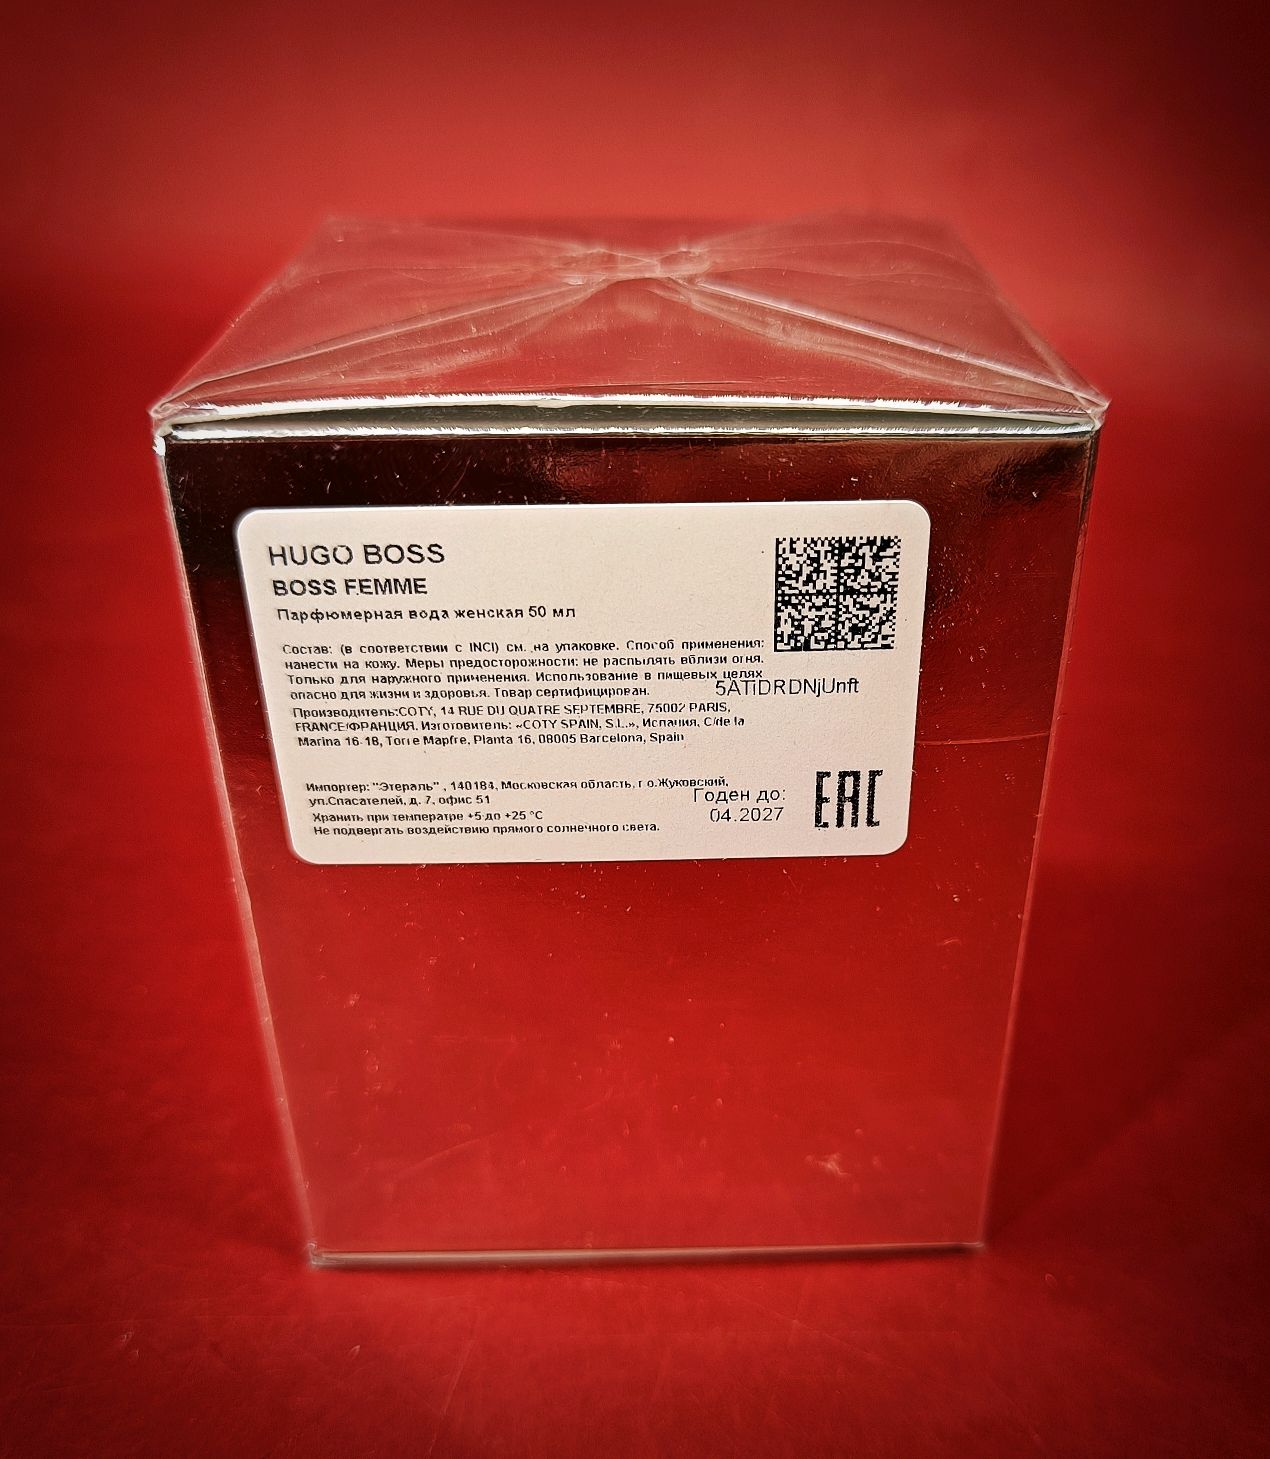 HUGO BOSS
BOSS FEMME
Парфюмерная вода женская 50 мл
Состав: (в соответствии с INCI) см. на упаковке. Способ применения:
нанести на кожу. Меры предосторожности: не распылять вблизи огня.
Только для наружного применения. Использование в пищевых целях
опасно для жизни и здоровья. Товар сертифицирован.
5ATiDRDNjUnft
Производитель:COTY, 14 RUE DU QUATRE SEPTEMBRE, 75002 PARIS,
FRANCE/ФРАНЦИЯ. Изготовитель: «COTY SPAIN, S.L.», Испания, C/de la
Marina 16-18, Torre Mapfre, Planta 16, 08005 Barcelona, Spain
Импортер: "Этераль" , 140184, Московская область, г.о.Жуковский,
ул.Спасателей, д. 7, офис 51
Хранить при температре +5 до +25 °C
Не подвергать воздействию прямого солнечного света.
Годен до:
04.2027
EAC